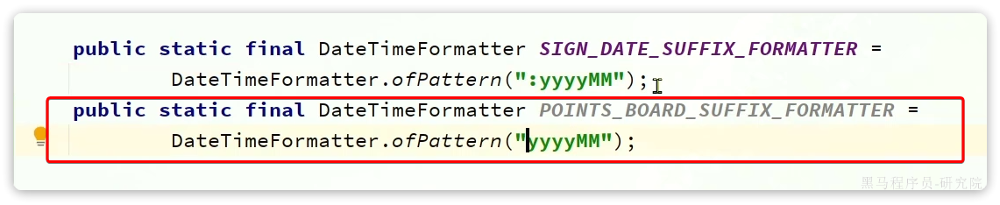 public static final DateTimeFormatter SIGN_DATE_SUFFIX_FORMATTER =
DateTimeFormatter.ofPattern(":yyyyMM");
public static final DateTimeFormatter POINTS_BOARD_SUFFIX_FORMATTER =
DateTimeFormatter.ofPattern("yyyyMM");
黑马程序员-研究院